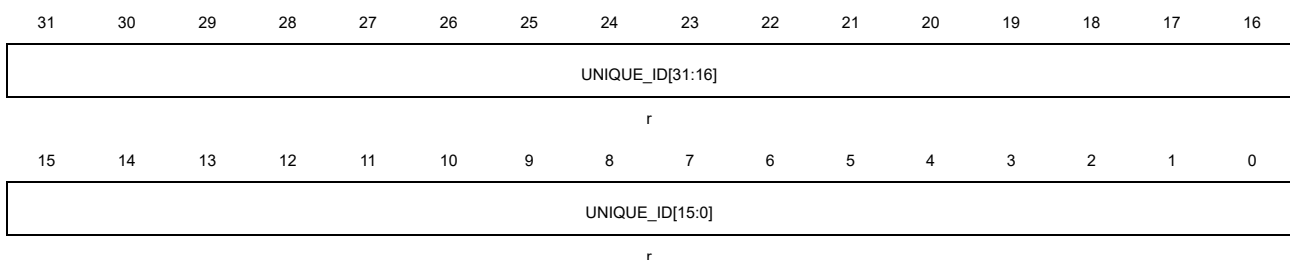 31 30 29 28 27 26 25 24 23 22 21 20 19 18 17 16
UNIQUE_ID[31:16]
r
15 14 13 12 11 10 9 8 7 6 5 4 3 2 1 0
UNIQUE_ID[15:0]
r